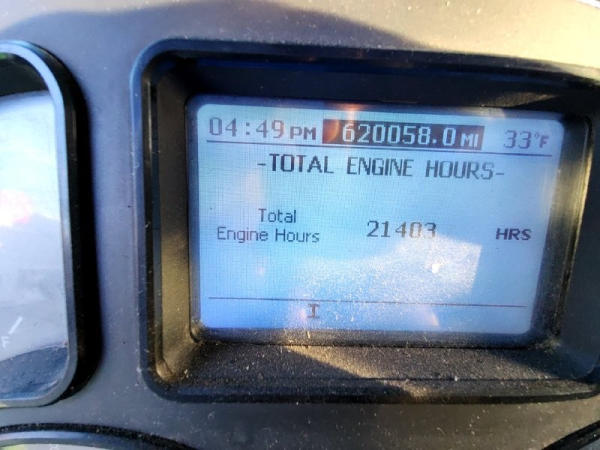 04:49 PM 620058.0 MI 33°F
-TOTAL ENGINE HOURS-
Total
Engine Hours 21403 HRS
I
F